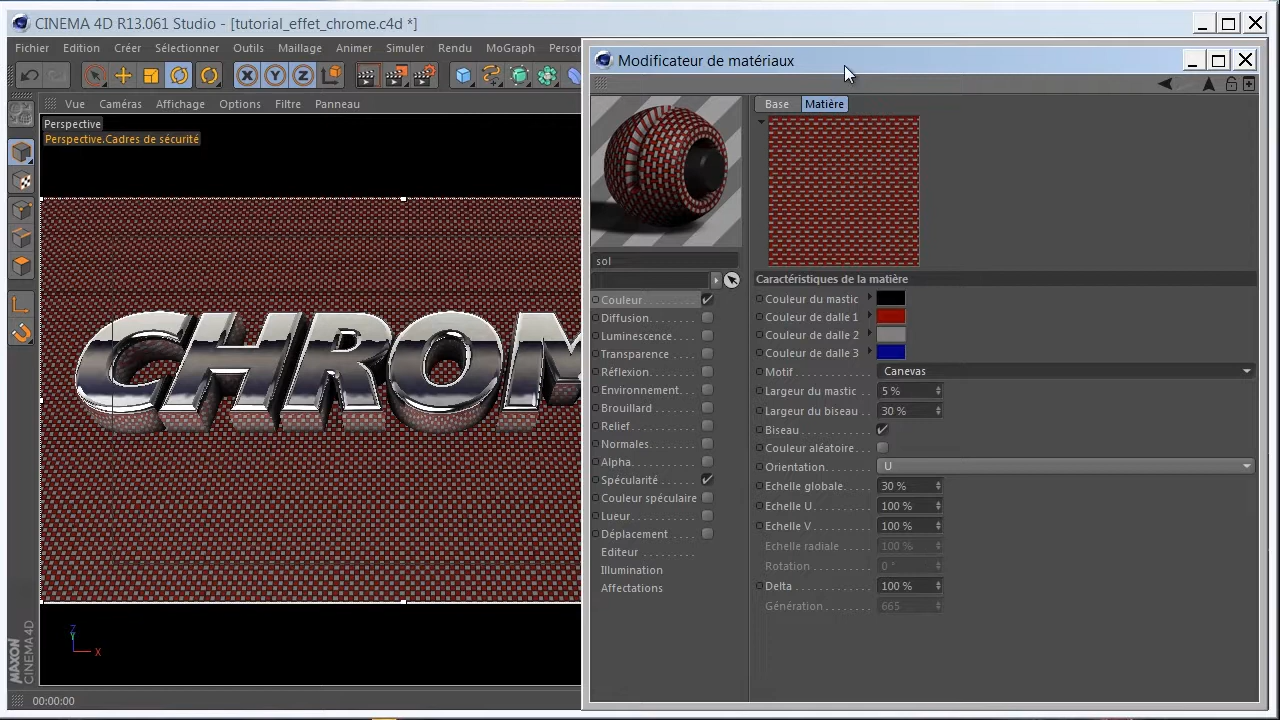 CINEMA 4D R13.061 Studio - [tutorial_effet_chrome.c4d *]
Fichier Edition Créer Sélectionner Outils Maillage Animer Simuler Rendu MoGraph
Modificateur de matériaux
X Y Z
Vue Caméras Affichage Options Filtre Panneau
Base Matière
Perspective
Perspective.Cadres de sécurité
sol
Caractéristiques de la matière
Couleur
Diffusion
Luminescence
Transparence
Réflexion
Environnement
Brouillard
Relief
Normales
Alpha
Spécularité
Couleur spéculaire
Lueur
Déplacement
Editeur
Illumination
Affectations
Couleur du mastic
Couleur de dalle 1
Couleur de dalle 2
Couleur de dalle 3
Motif Canevas
Largeur du mastic 5 %
Largeur du biseau 30 %
Biseau
Couleur aléatoire
Orientation U
Echelle globale 30 %
Echelle U 100 %
Echelle V 100 %
Echelle radiale 100 %
Rotation 0 °
Delta 100 %
Génération 665
CHROM
Z
Y
X
MAXON
CINEMA 4D
00:00:00